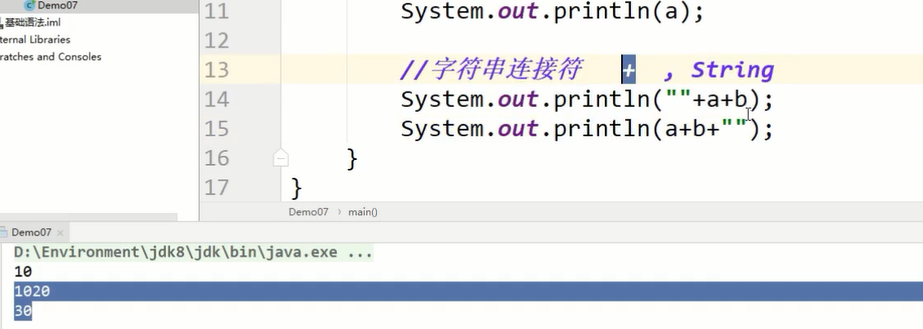 Demo07
基础语法.iml
ternal Libraries
ratches and Consoles
11 System.out.println(a);
12
13 //字符串连接符 + , String
14 System.out.println(""+a+b);
15 System.out.println(a+b+"");
16 }
17 }
Demo07 main()
Demo07 ×
D:\Environment\jdk8\jdk\bin\java.exe ...
10
1020
30